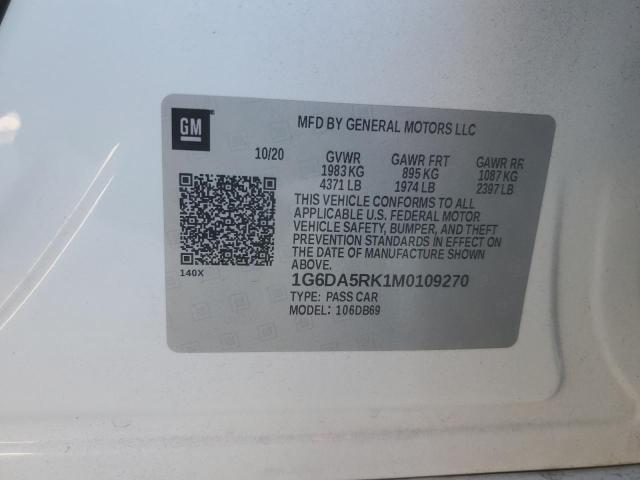 GM
MFD BY GENERAL MOTORS LLC
10/20 GVWR GAWR FRT GAWR RR
1983 KG 895 KG 1087 KG
4371 LB 1974 LB 2397 LB
THIS VEHICLE CONFORMS TO ALL
APPLICABLE U.S. FEDERAL MOTOR
VEHICLE SAFETY, BUMPER, AND THEFT
PREVENTION STANDARDS IN EFFECT ON
THE DATE OF MANUFACTURE SHOWN
ABOVE.
140X
1G6DA5RK1M0109270
TYPE: PASS CAR
MODEL: 106DB69